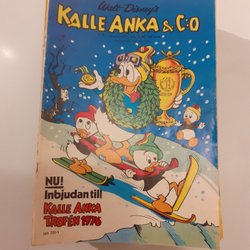 Walt Disney's
KALLE ANKA & C:O
NU!
Inbjudan till
KALLE ANKA
TROFÉN 1976